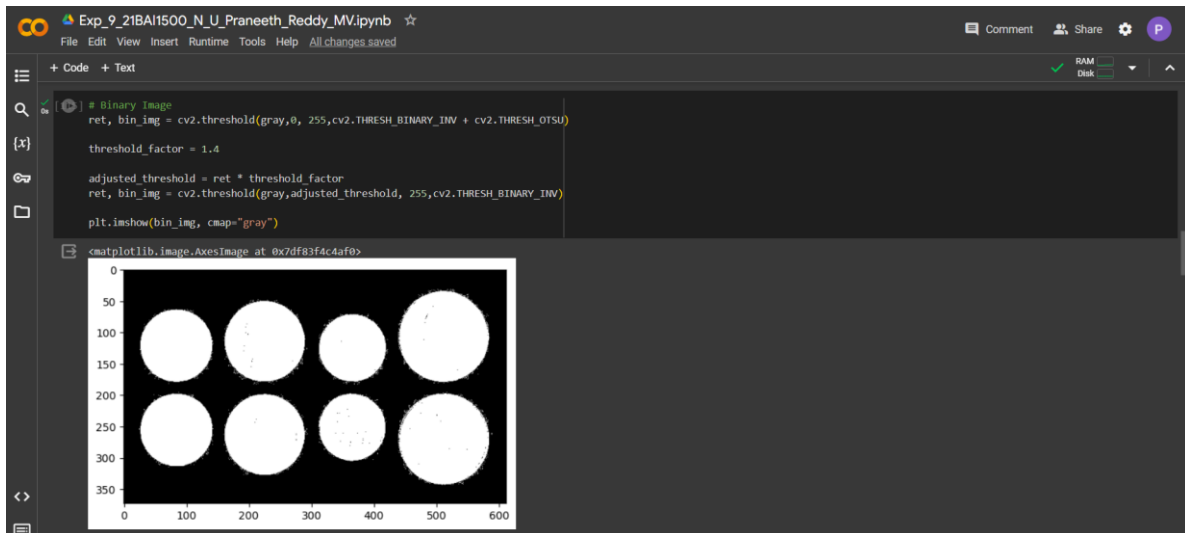 Exp_9_21BAI1500_N_U_Praneeth_Reddy_MV.ipynb
Comment
Share
P
File Edit View Insert Runtime Tools Help All changes saved
+ Code + Text
RAM
Disk
0s
# Binary Image
ret, bin_img = cv2.threshold(gray,0, 255,cv2.THRESH_BINARY_INV + cv2.THRESH_OTSU)
threshold_factor = 1.4
adjusted_threshold = ret * threshold_factor
ret, bin_img = cv2.threshold(gray,adjusted_threshold, 255,cv2.THRESH_BINARY_INV)
plt.imshow(bin_img, cmap="gray")
{x}
<matplotlib.image.AxesImage at 0x7df83f4c4af0>
0
50
100
150
200
250
300
350
0 100 200 300 400 500 600